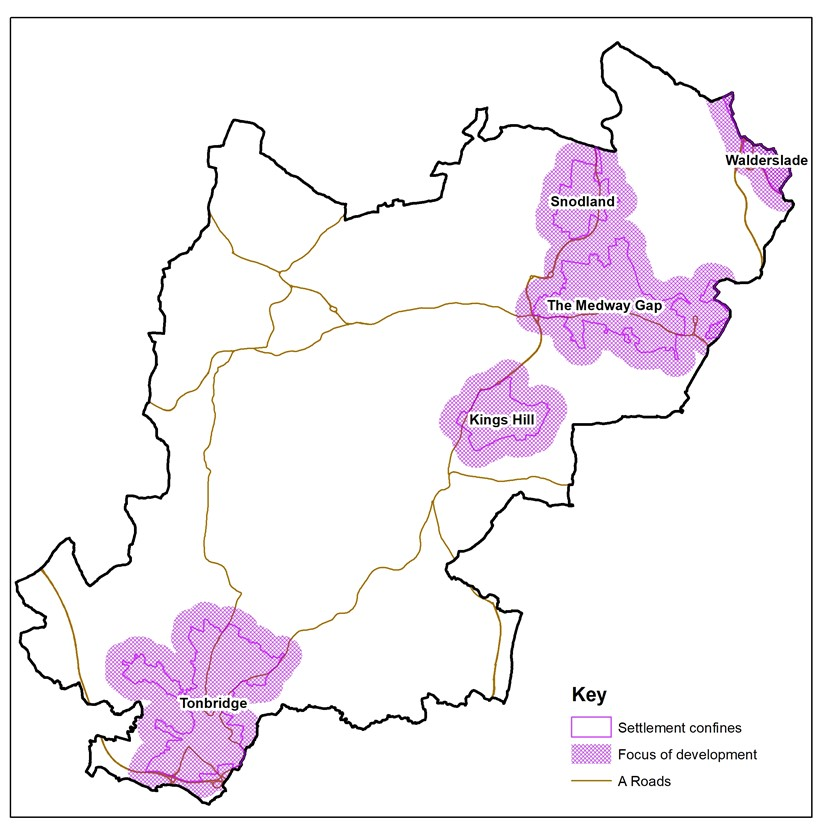 Walderslade
Snodland
The Medway Gap
Kings Hill
Tonbridge
Key
Settlement confines
Focus of development
A Roads